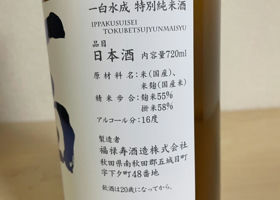 一白水成 特別純米酒
IPPAKUSUISEI
TOKUBETSUJYUNMAISYU
品目
日本酒 内容量720ml
原材料名:米(国産)、
米麹(国産米)
精米歩合:麹米55%
掛米58%
アルコール分:16度
製造者
福禄寿酒造株式会社
秋田県南秋田郡五城目町
字下夕町48番地
飲酒は20歳になってから。